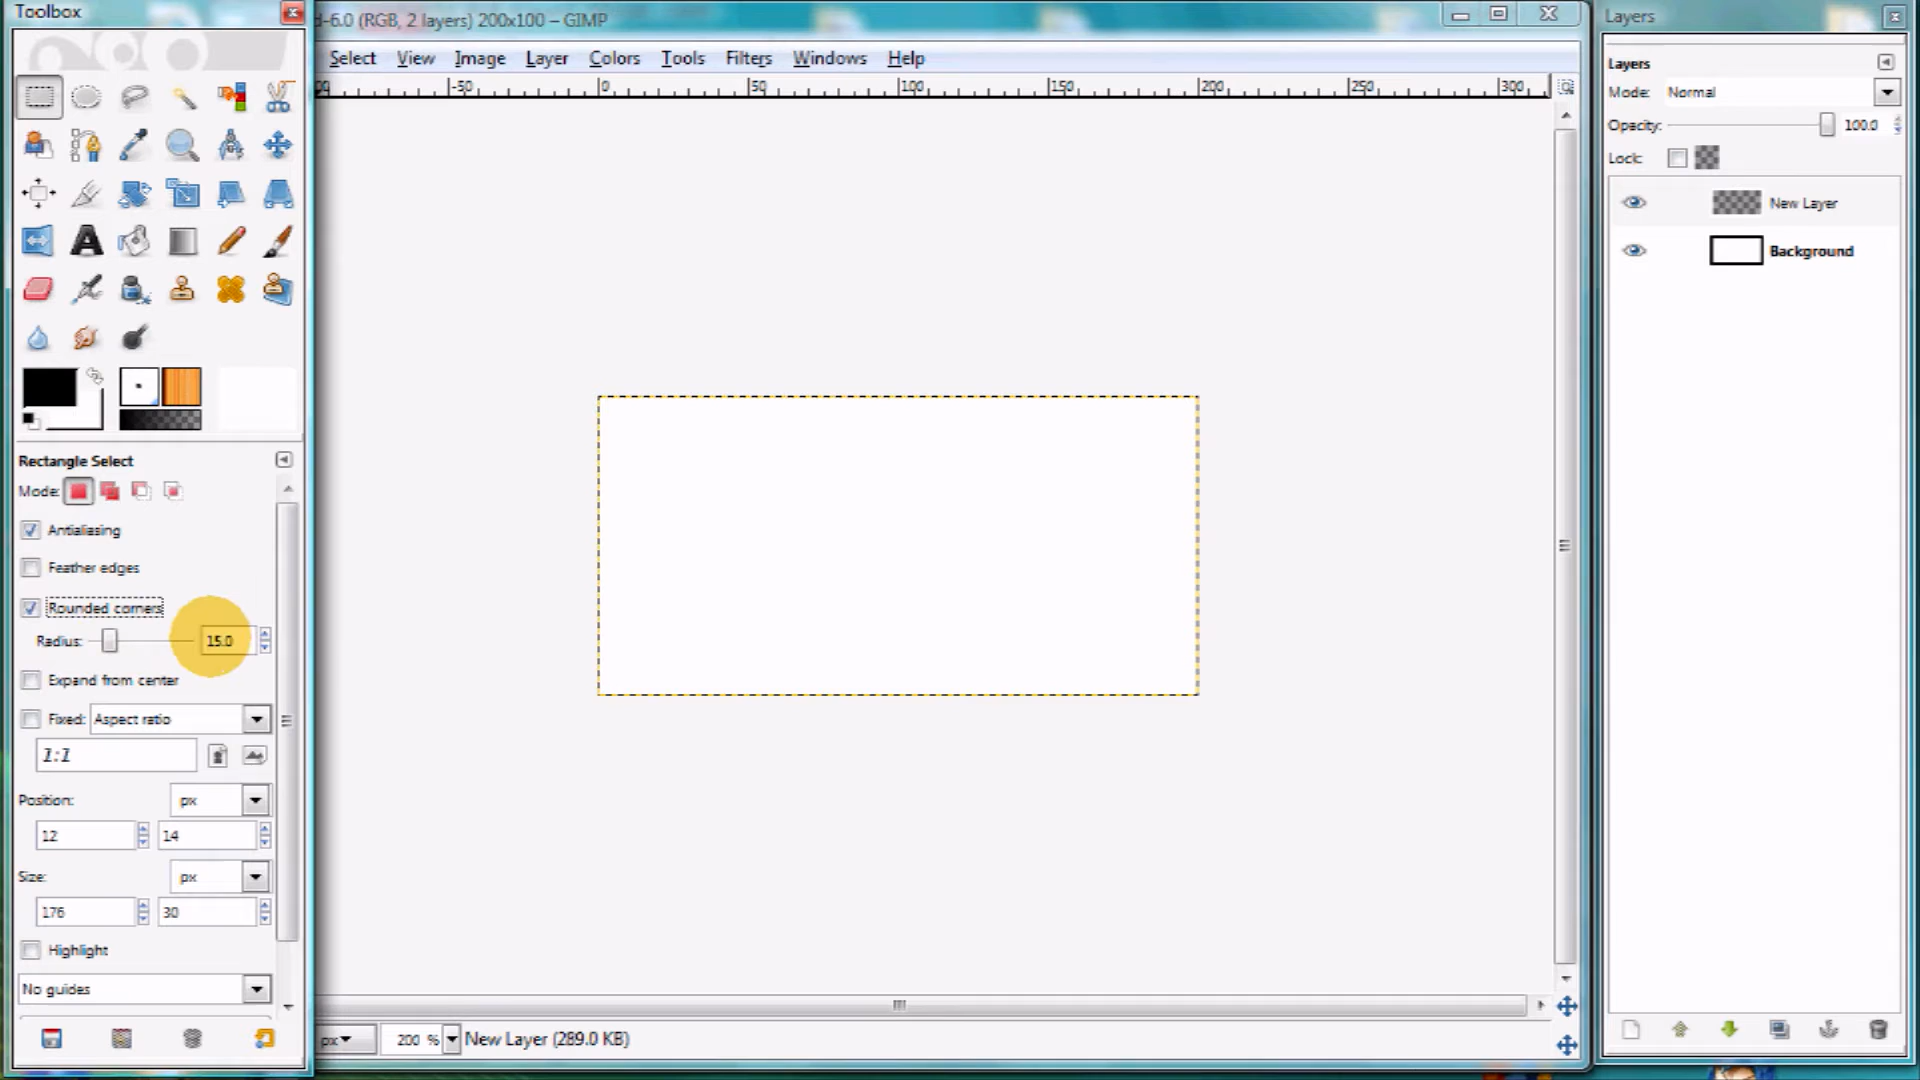 Toolbox
d-6.0 (RGB, 2 layers) 200x100 – GIMP
Select View Image Layer Colors Tools Filters Windows Help
-50 0 50 100 150 200 250 300
Rectangle Select
Mode:
Antialiasing
Feather edges
Rounded corners
Radius: 15.0
Expand from center
Fixed: Aspect ratio
1:1
Position: px
12 14
Size: px
176 30
Highlight
No guides
px 200 % New Layer (289.0 KB)
Layers
Layers
Mode: Normal
Opacity: 100.0
Lock:
New Layer
Background